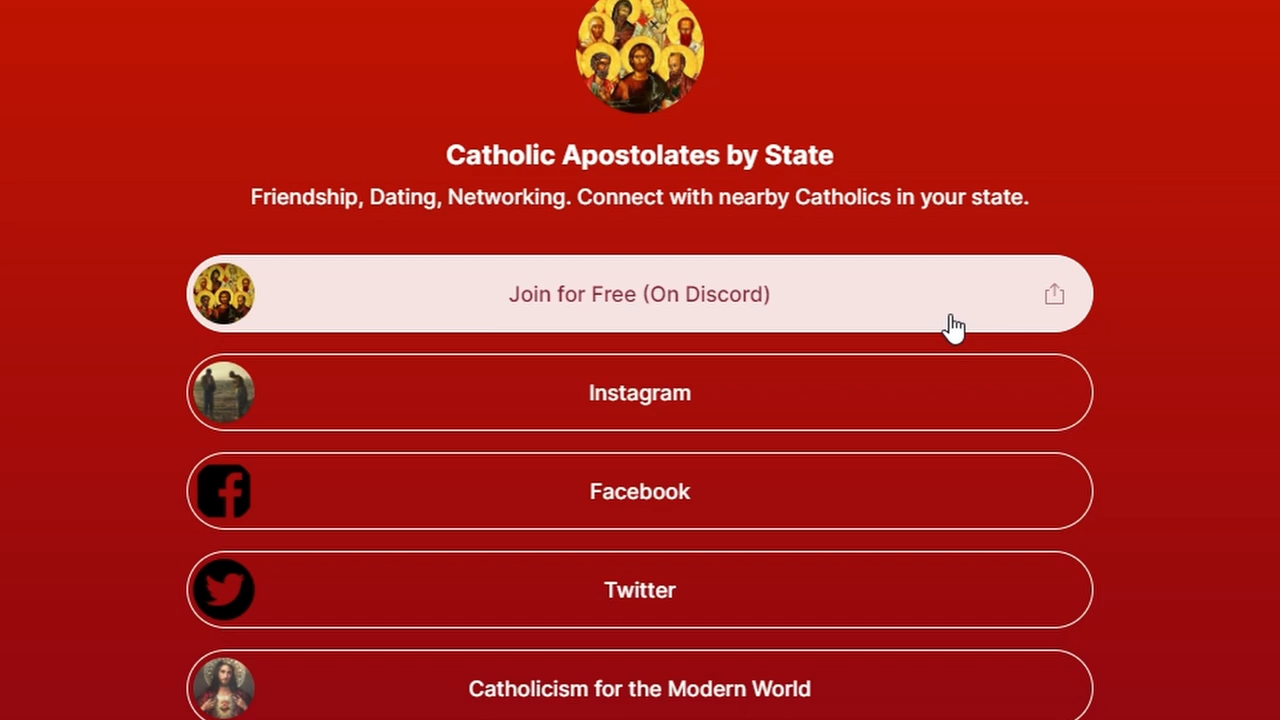 Catholic Apostolates by State
Friendship, Dating, Networking. Connect with nearby Catholics in your state.
Join for Free (On Discord)
Instagram
Facebook
Twitter
Catholicism for the Modern World